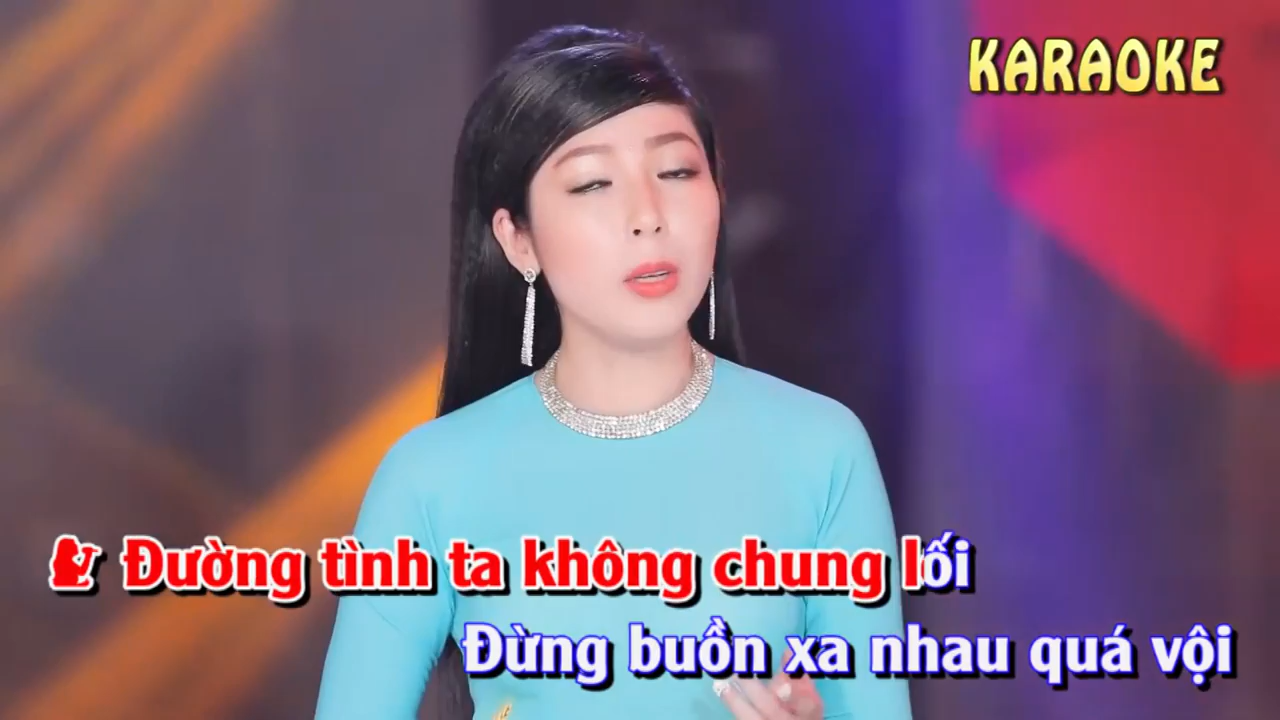 KARAOKE
Đường tình ta không chung lối
Đừng buồn xa nhau quá vội